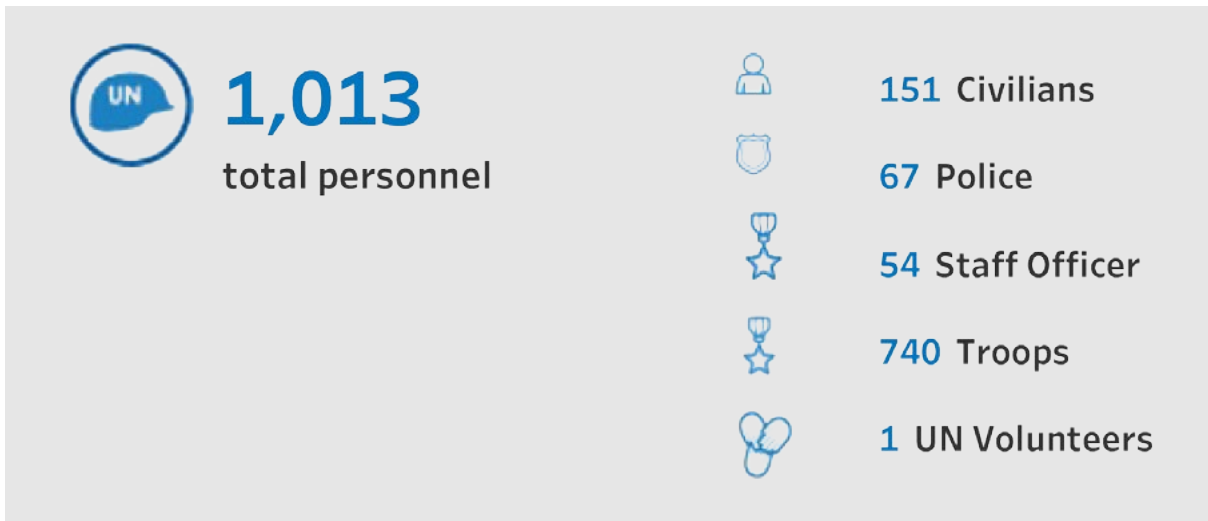 UN
1,013
total personnel
151 Civilians
67 Police
54 Staff Officer
740 Troops
1 UN Volunteers